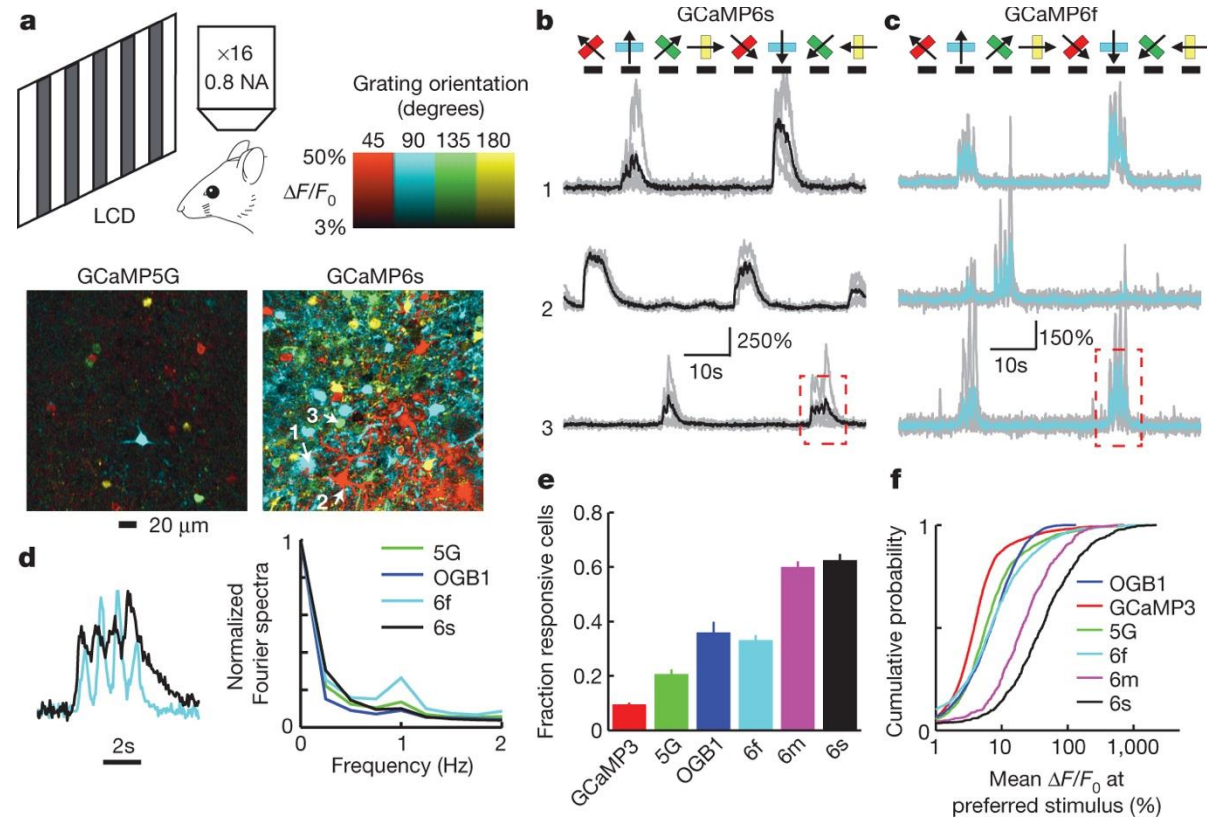 a
×16
0.8 NA
LCD
Grating orientation
(degrees)
45 90 135 180
50%
ΔF/F0
3%
GCaMP5G
GCaMP6s
1
3
2
20 μm
b
GCaMP6s
1
2
250%
10s
3
c
GCaMP6f
150%
10s
d
2s
Normalized
Fourier spectra
1
0
5G
OGB1
6f
6s
0 1 2
Frequency (Hz)
e
Fraction responsive cells
0.8
0.6
0.4
0.2
0
GCaMP3
5G
OGB1
6f
6m
6s
f
Cumulative probability
1
0
OGB1
GCaMP3
5G
6f
6m
6s
1 10 100 1,000
Mean ΔF/F0 at
preferred stimulus (%)